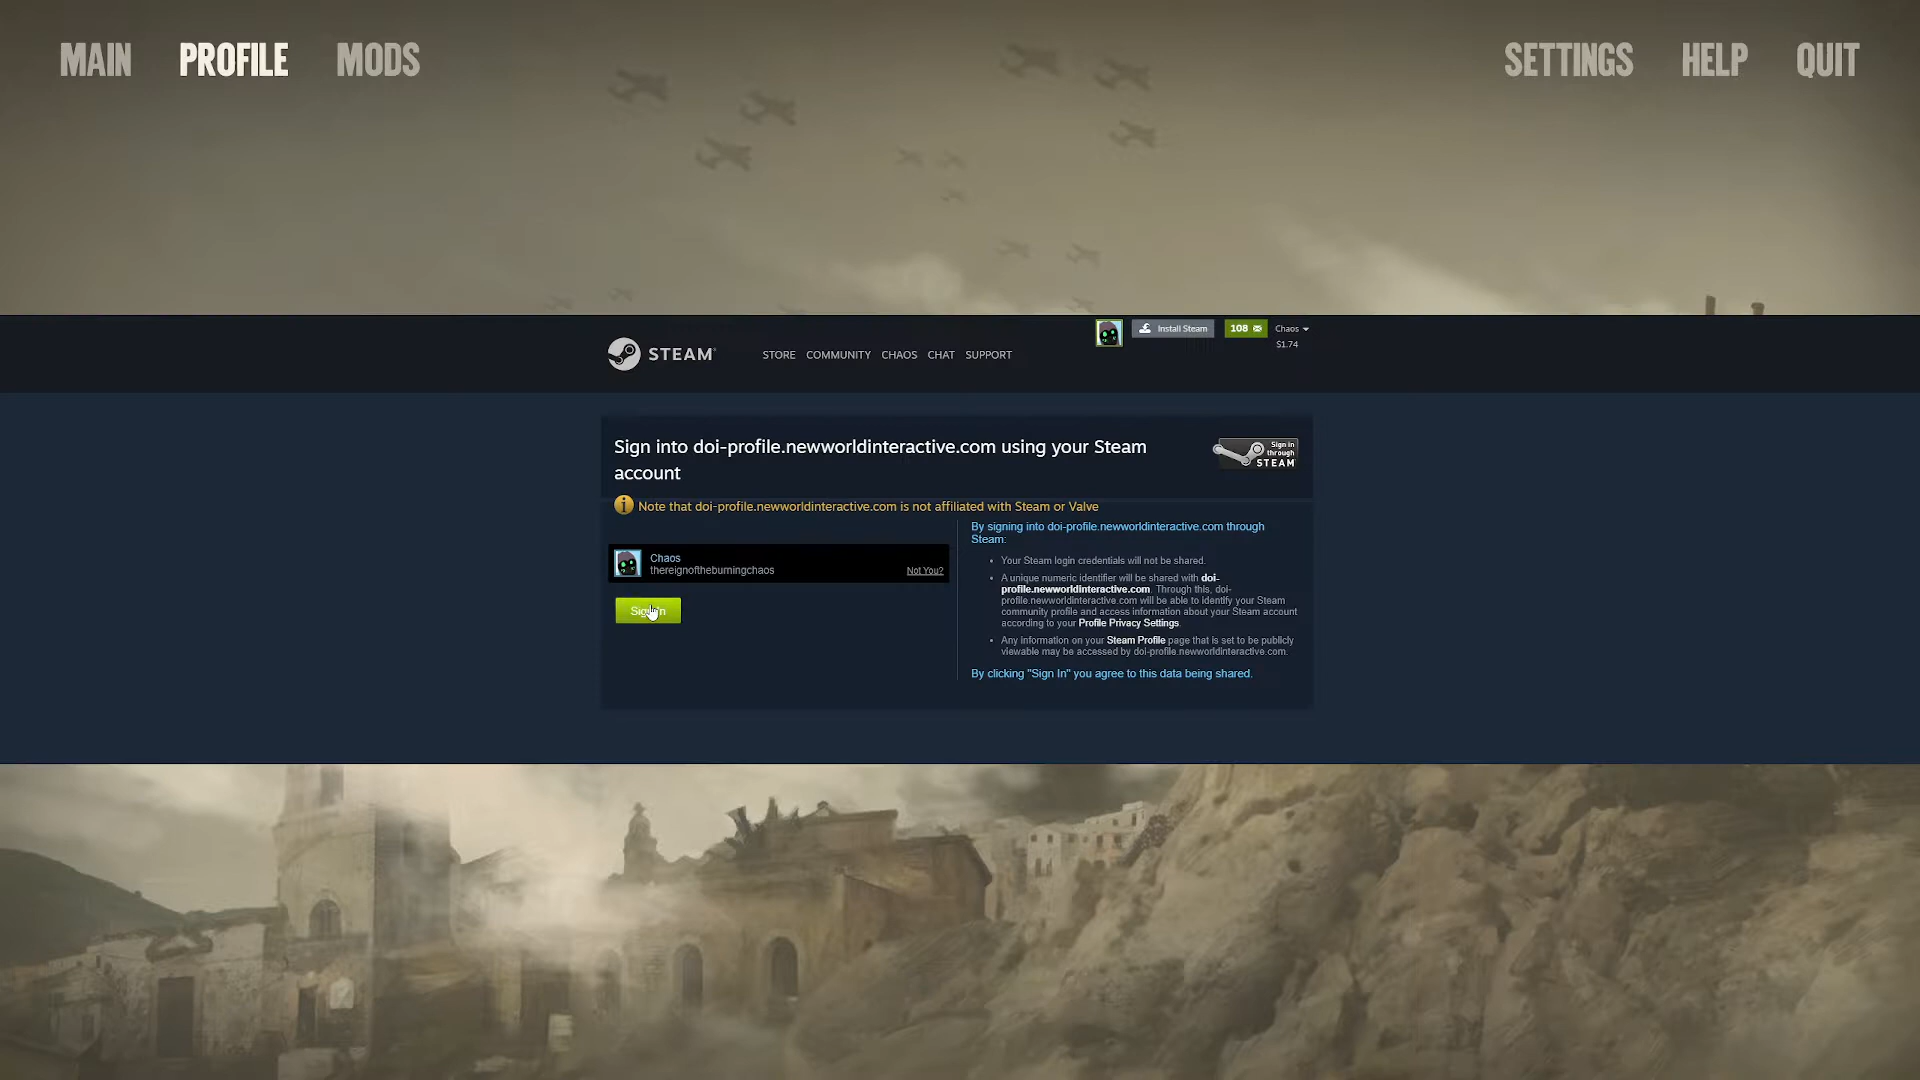 MAIN PROFILE MODS SETTINGS HELP QUIT
STEAM STORE COMMUNITY CHAOS CHAT SUPPORT Install Steam 108 Chaos
$1.74
Sign into doi-profile.newworldinteractive.com using your Steam
account
Sign in
through
STEAM
Note that doi-profile.newworldinteractive.com is not affiliated with Steam or Valve
Chaos
thereignoftheburningchaos Not You?
Sign In
By signing into doi-profile.newworldinteractive.com through
Steam:
• Your Steam login credentials will not be shared.
• A unique numeric identifier will be shared with doi-
profile.newworldinteractive.com. Through this, doi-
profile.newworldinteractive.com will be able to identify your Steam
community profile and access information about your Steam account
according to your Profile Privacy Settings.
• Any information on your Steam Profile page that is set to be publicly
viewable may be accessed by doi-profile.newworldinteractive.com.
By clicking "Sign In" you agree to this data being shared.